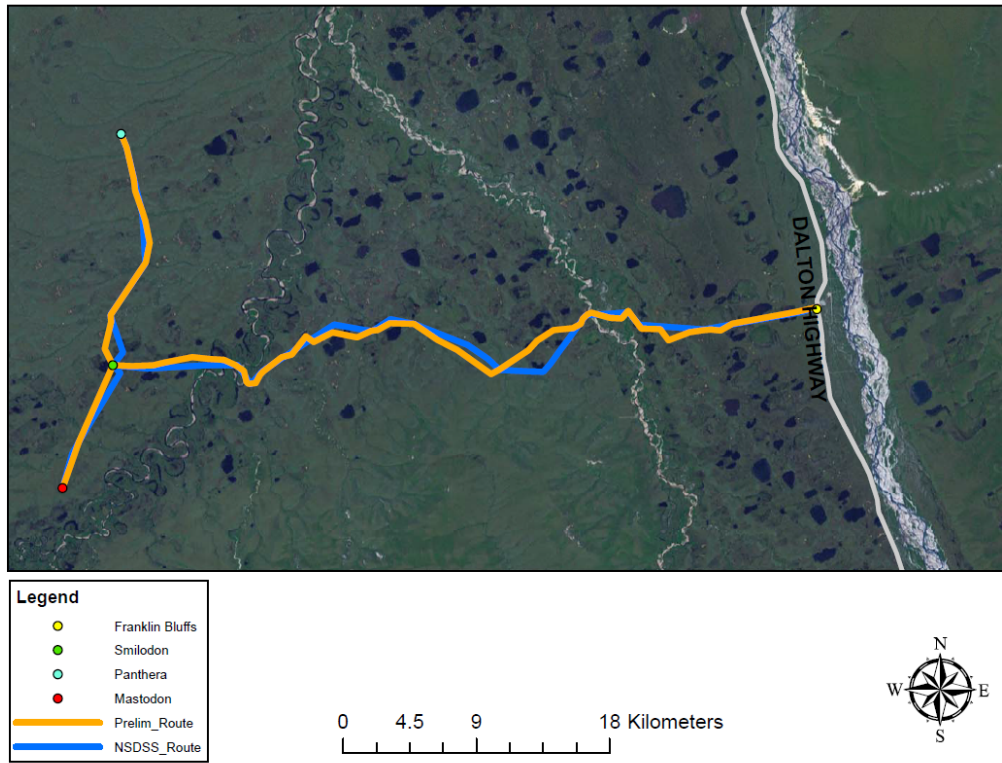 DALTON HIGHWAY
Legend
Franklin Bluffs
Smilodon
Panthera
Mastodon
Prelim_Route
NSDSS_Route
0 4.5 9 18 Kilometers
N
W E
S